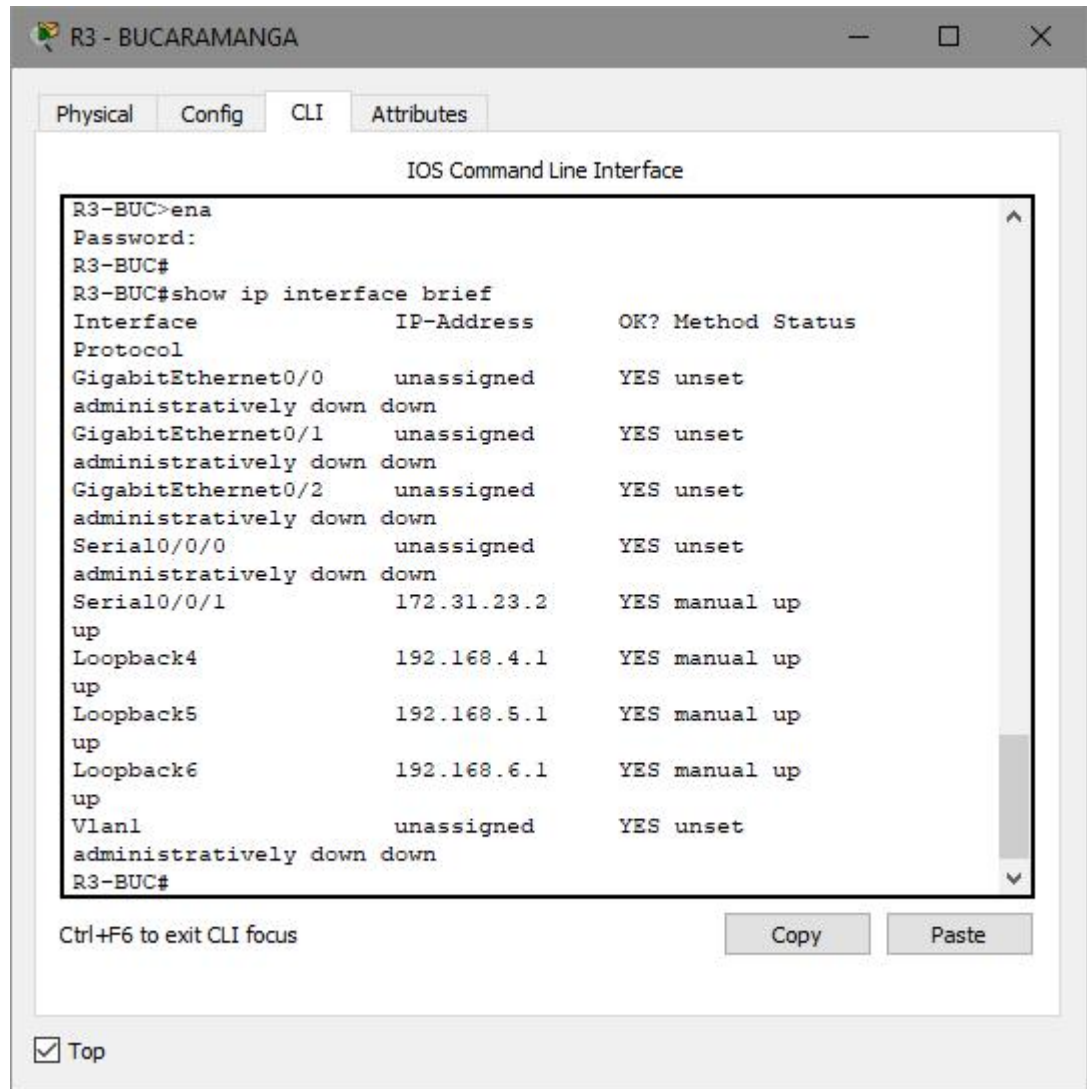 R3 - BUCARAMANGA
Physical Config CLI Attributes
IOS Command Line Interface
R3-BUC>ena
Password:
R3-BUC#
R3-BUC#show ip interface brief
Interface IP-Address OK? Method Status
Protocol
GigabitEthernet0/0 unassigned YES unset
administratively down down
GigabitEthernet0/1 unassigned YES unset
administratively down down
GigabitEthernet0/2 unassigned YES unset
administratively down down
Serial0/0/0 unassigned YES unset
administratively down down
Serial0/0/1 172.31.23.2 YES manual up
up
Loopback4 192.168.4.1 YES manual up
up
Loopback5 192.168.5.1 YES manual up
up
Loopback6 192.168.6.1 YES manual up
up
Vlan1 unassigned YES unset
administratively down down
R3-BUC#
Ctrl+F6 to exit CLI focus Copy Paste
Top